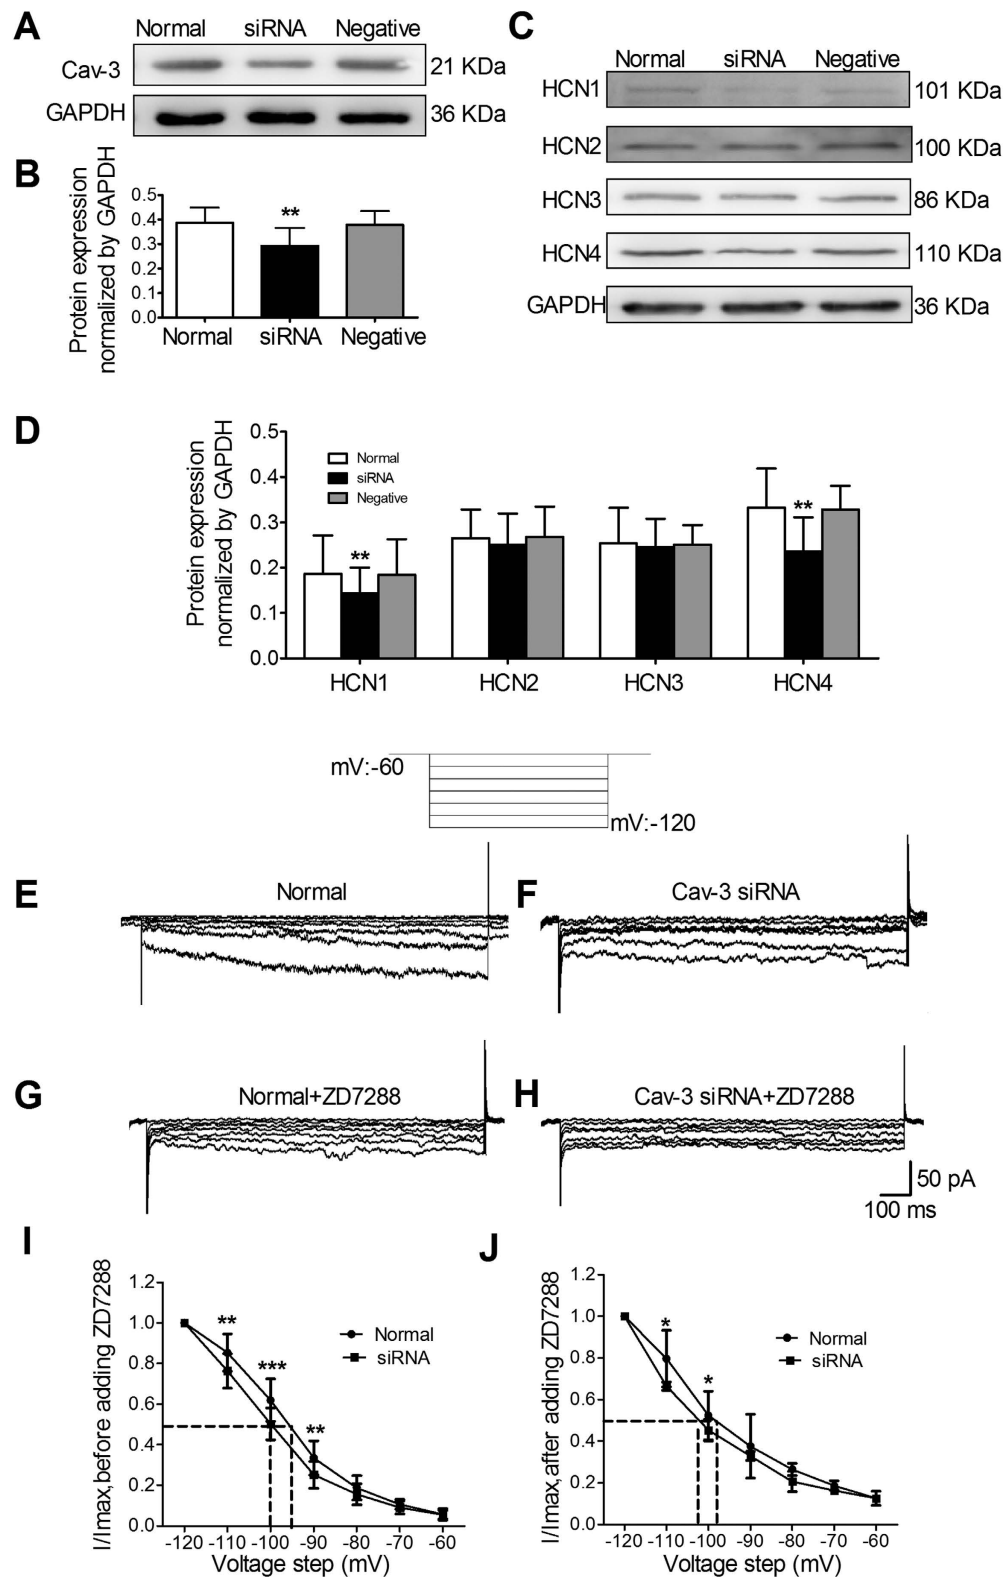 A
Normal siRNA Negative
Cav-3 21 KDa
GAPDH 36 KDa
B
Protein expression
normalized by GAPDH
0.5
0.4
0.3
0.2
0.1
0.0
**
Normal siRNA Negative
C
Normal siRNA Negative
HCN1 101 KDa
HCN2 100 KDa
HCN3 86 KDa
HCN4 110 KDa
GAPDH 36 KDa
D
Protein expression
normalized by GAPDH
0.5
0.4
0.3
0.2
0.1
0.0
Normal
siRNA
Negative
** **
HCN1 HCN2 HCN3 HCN4
mV:-60
mV:-120
E
Normal
F
Cav-3 siRNA
G
Normal+ZD7288
H
Cav-3 siRNA+ZD7288
50 pA
100 ms
I
I/Imax,before adding ZD7288
1.2
1.0
0.8
0.6
0.4
0.2
0.0
** *** **
Normal
siRNA
-120 -110 -100 -90 -80 -70 -60
Voltage step (mV)
J
I/Imax,after adding ZD7288
1.2
1.0
0.8
0.6
0.4
0.2
0.0
* *
Normal
siRNA
-120 -110 -100 -90 -80 -70 -60
Voltage step (mV)